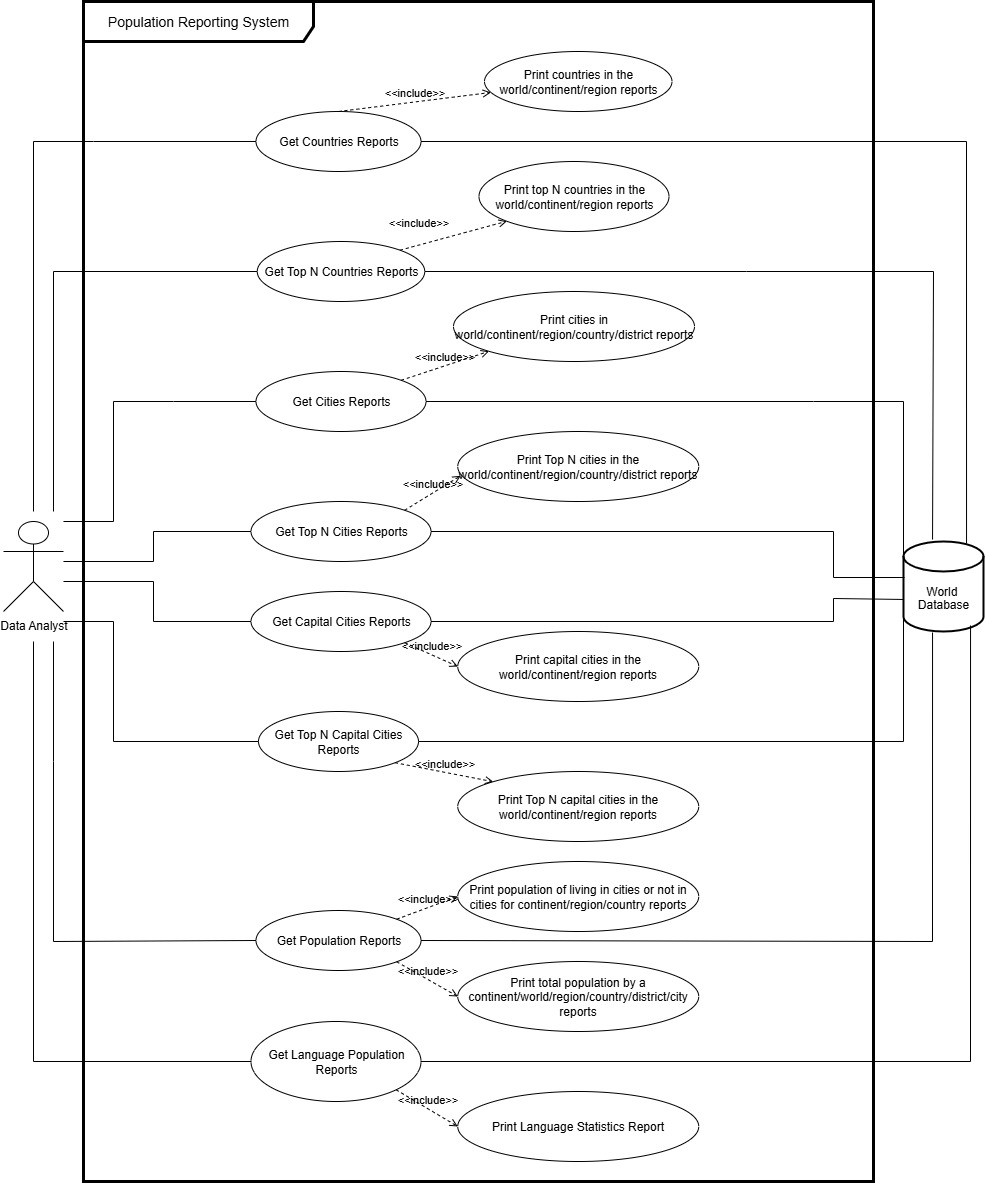 Population Reporting System
Print countries in the
world/continent/region reports
<<include>>
Get Countries Reports
Print top N countries in the
world/continent/region reports
<<include>>
Get Top N Countries Reports
Print cities in
world/continent/region/country/district reports
<<include>>
Get Cities Reports
Print Top N cities in the
world/continent/region/country/district reports
<<include>>
Get Top N Cities Reports
World
Database
Data Analyst
Get Capital Cities Reports
<<include>>
Print capital cities in the
world/continent/region reports
Get Top N Capital Cities
Reports
<<include>>
Print Top N capital cities in the
world/continent/region reports
Print population of living in cities or not in
cities for continent/region/country reports
<<include>>
Get Population Reports
<<include>>
Print total population by a
continent/world/region/country/district/city
reports
Get Language Population
Reports
<<include>>
Print Language Statistics Report